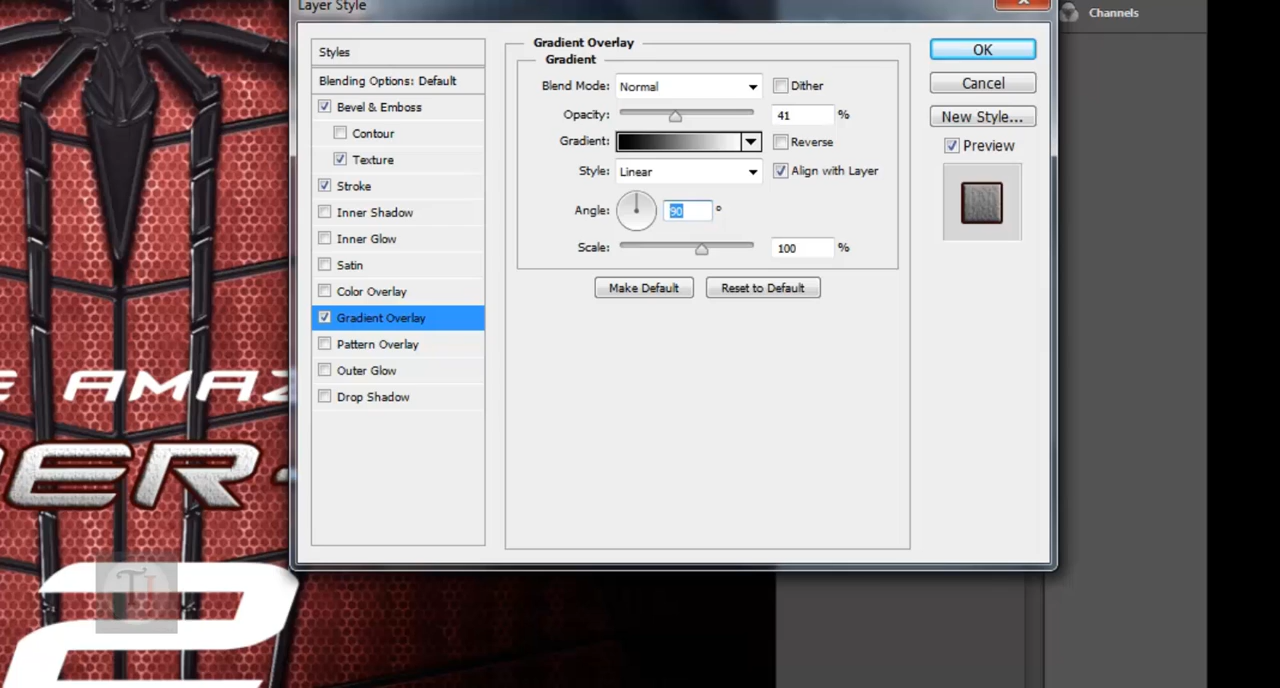 Layer Style
Channels
Styles
Blending Options: Default
Bevel & Emboss
Contour
Texture
Stroke
Inner Shadow
Inner Glow
Satin
Color Overlay
Gradient Overlay
Pattern Overlay
Outer Glow
Drop Shadow
Gradient Overlay
Gradient
Blend Mode: Normal Dither
Opacity: 41 %
Gradient: Reverse
Style: Linear Align with Layer
Angle: 90 °
Scale: 100 %
Make Default Reset to Default
OK
Cancel
New Style...
Preview
E AMAZ
ER-
2
TJ